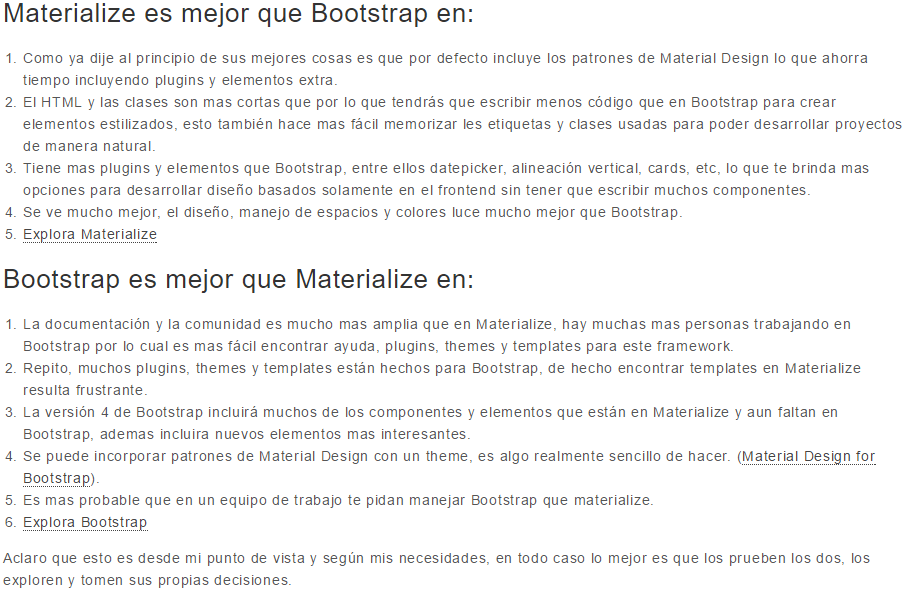 Materialize es mejor que Bootstrap en:
1. Como ya dije al principio de sus mejores cosas es que por defecto incluye los patrones de Material Design lo que ahorra
tiempo incluyendo plugins y elementos extra.
2. El HTML y las clases son mas cortas que por lo que tendrás que escribir menos código que en Bootstrap para crear
elementos estilizados, esto también hace mas fácil memorizar les etiquetas y clases usadas para poder desarrollar proyectos
de manera natural.
3. Tiene mas plugins y elementos que Bootstrap, entre ellos datepicker, alineación vertical, cards, etc, lo que te brinda mas
opciones para desarrollar diseño basados solamente en el frontend sin tener que escribir muchos componentes.
4. Se ve mucho mejor, el diseño, manejo de espacios y colores luce mucho mejor que Bootstrap.
5. Explora Materialize
Bootstrap es mejor que Materialize en:
1. La documentación y la comunidad es mucho mas amplia que en Materialize, hay muchas mas personas trabajando en
Bootstrap por lo cual es mas fácil encontrar ayuda, plugins, themes y templates para este framework.
2. Repito, muchos plugins, themes y templates están hechos para Bootstrap, de hecho encontrar templates en Materialize
resulta frustrante.
3. La versión 4 de Bootstrap incluirá muchos de los componentes y elementos que están en Materialize y aun faltan en
Bootstrap, ademas incluira nuevos elementos mas interesantes.
4. Se puede incorporar patrones de Material Design con un theme, es algo realmente sencillo de hacer. (Material Design for
Bootstrap).
5. Es mas probable que en un equipo de trabajo te pidan manejar Bootstrap que materialize.
6. Explora Bootstrap
Aclaro que esto es desde mi punto de vista y según mis necesidades, en todo caso lo mejor es que los prueben los dos, los
exploren y tomen sus propias decisiones.